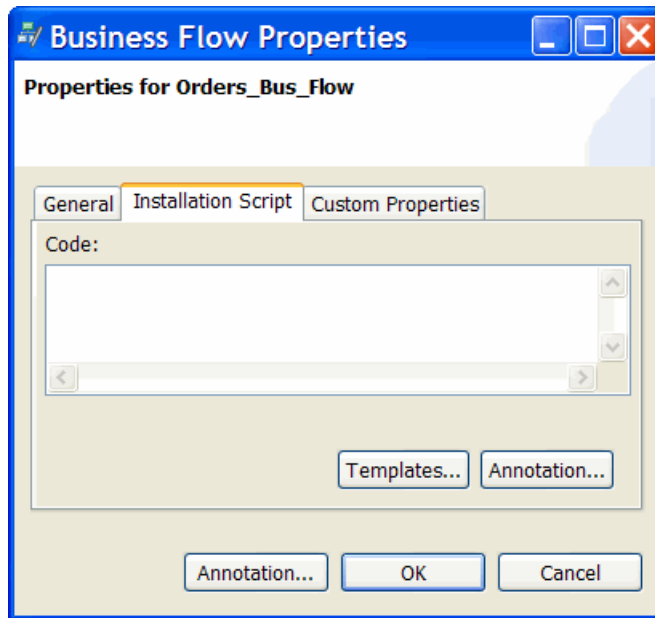 Business Flow Properties
Properties for Orders_Bus_Flow
General Installation Script Custom Properties
Code:
Templates... Annotation...
Annotation... OK Cancel